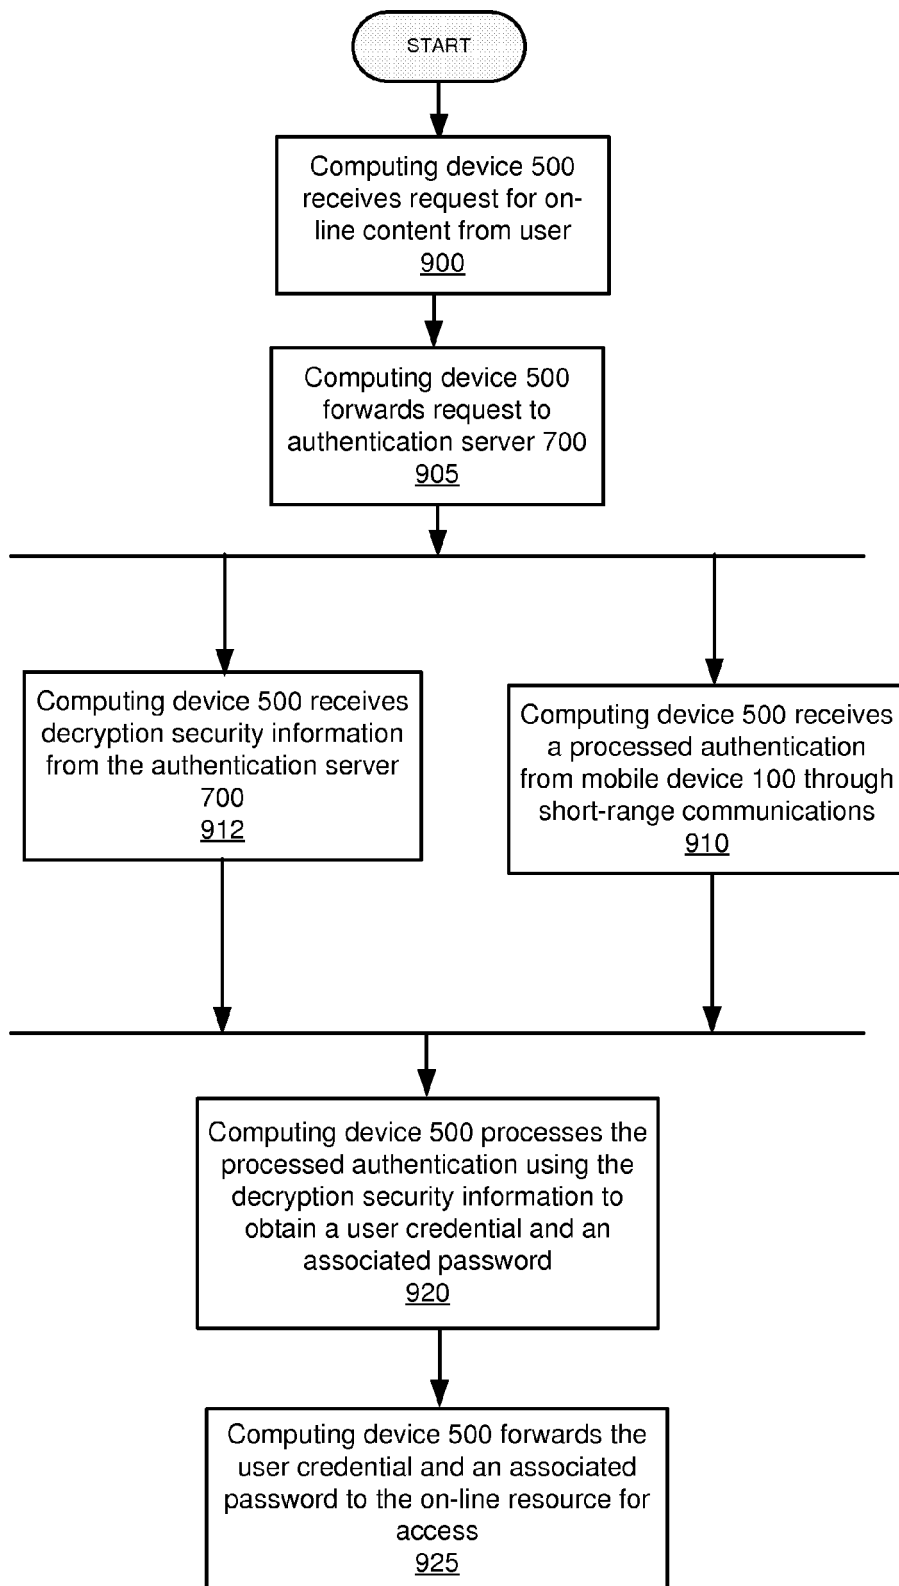 START
Computing device 500
receives request for on-
line content from user
900
Computing device 500
forwards request to
authentication server 700
905
Computing device 500 receives
decryption security information
from the authentication server
700
912
Computing device 500 receives
a processed authentication
from mobile device 100 through
short-range communications
910
Computing device 500 processes the
processed authentication using the
decryption security information to
obtain a user credential and an
associated password
920
Computing device 500 forwards the
user credential and an associated
password to the on-line resource for
access
925